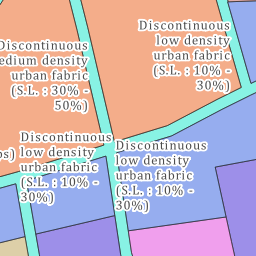 Discontinuous
low density
urban fabric
(S.L. : 10% -
30%)
Discontinuous
edium density
urban fabric
(S.L. : 30% -
50%)
Discontinuous
low density
urban fabric
(S.L. : 10% -
30%)
Discontinuous
low density
urban fabric
(S.L. : 10% -
30%)